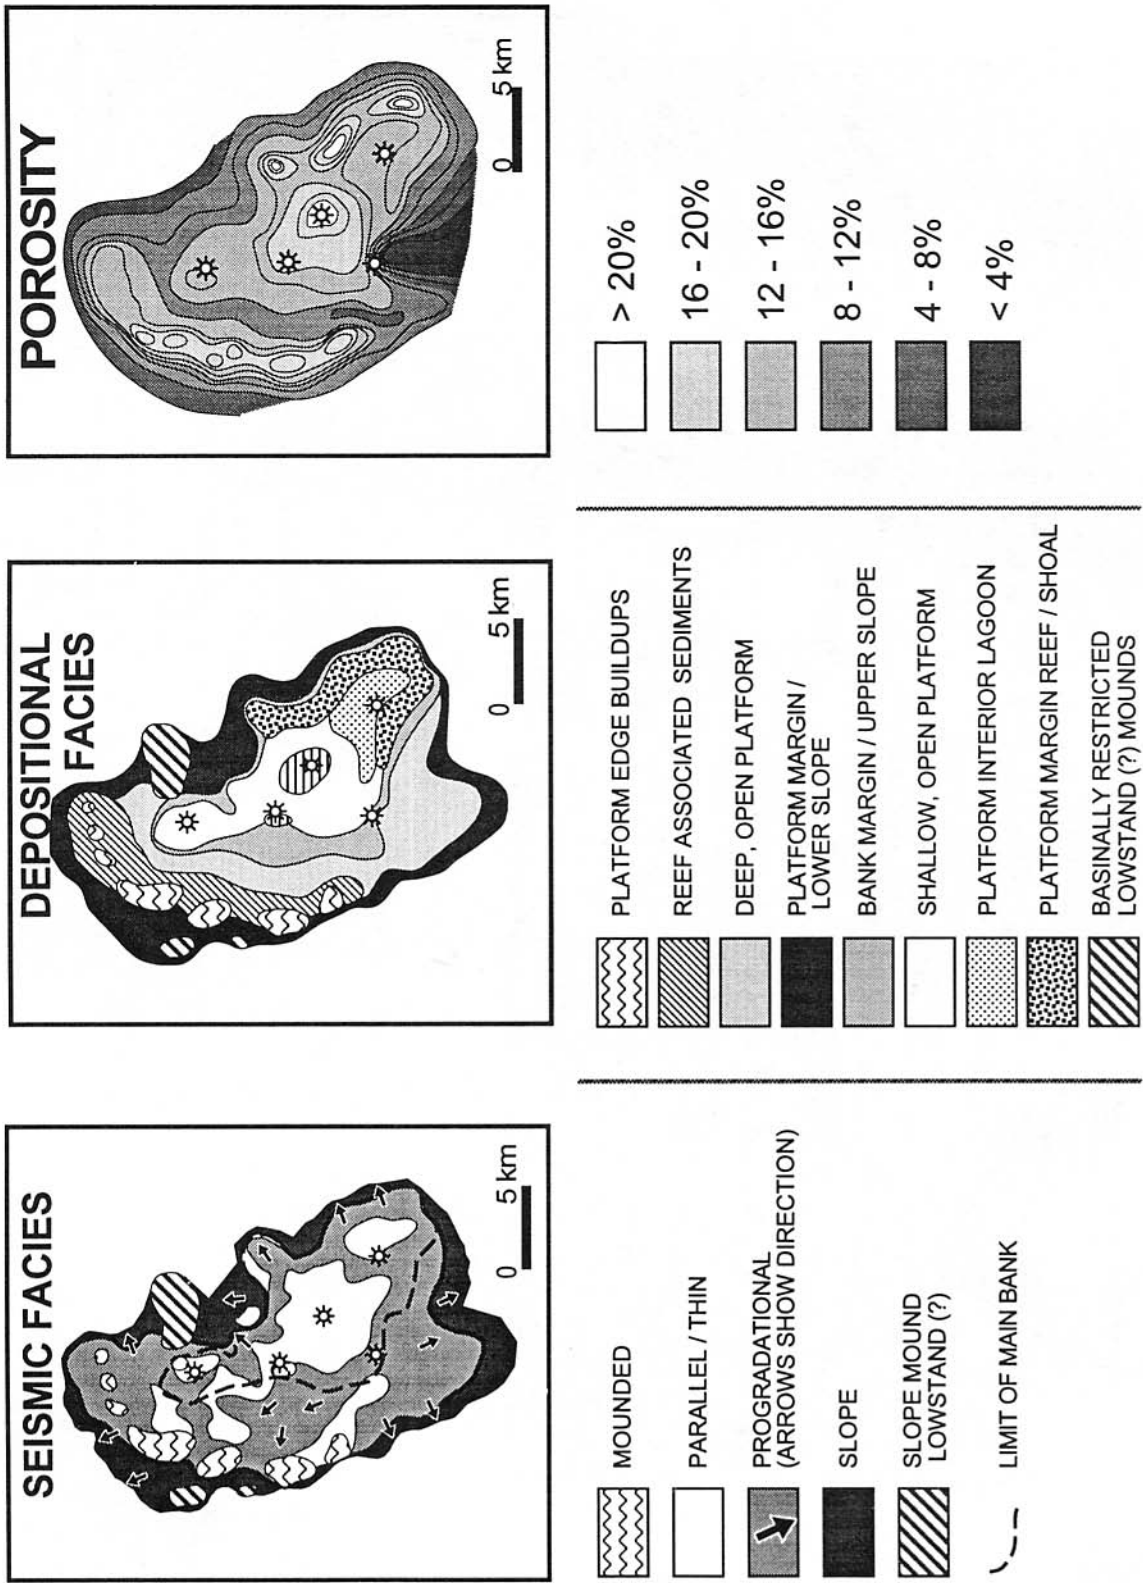 SEISMIC FACIES
0 5 km
MOUNDED
PARALLEL / THIN
PROGRADATIONAL
(ARROWS SHOW DIRECTION)
SLOPE
SLOPE MOUND
LOWSTAND (?)
LIMIT OF MAIN BANK
DEPOSITIONAL
FACIES
0 5 km
PLATFORM EDGE BUILDUPS
REEF ASSOCIATED SEDIMENTS
DEEP, OPEN PLATFORM
PLATFORM MARGIN /
LOWER SLOPE
BANK MARGIN / UPPER SLOPE
SHALLOW, OPEN PLATFORM
PLATFORM INTERIOR LAGOON
PLATFORM MARGIN REEF / SHOAL
BASINALLY RESTRICTED
LOWSTAND (?) MOUNDS
POROSITY
0 5 km
> 20%
16 - 20%
12 - 16%
8 - 12%
4 - 8%
< 4%